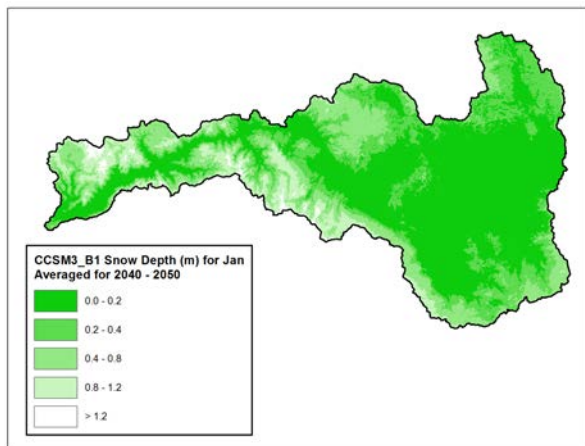 CCSM3_B1 Snow Depth (m) for Jan
Averaged for 2040 - 2050
0.0 - 0.2
0.2 - 0.4
0.4 - 0.8
0.8 - 1.2
> 1.2